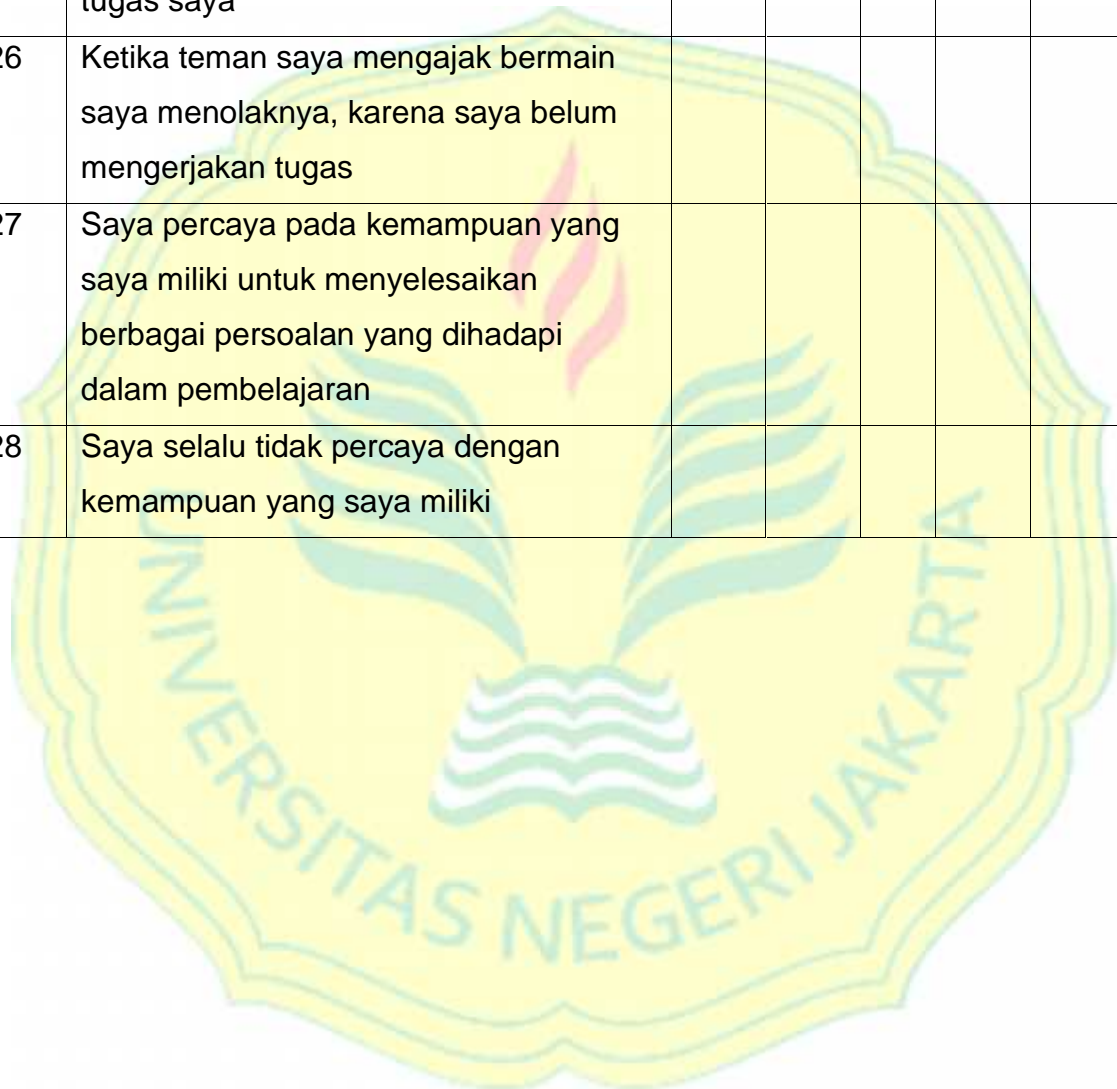 tugas saya
26 Ketika teman saya mengajak bermain
saya menolaknya, karena saya belum
mengerjakan tugas
27 Saya percaya pada kemampuan yang
saya miliki untuk menyelesaikan
berbagai persoalan yang dihadapi
dalam pembelajaran
28 Saya selalu tidak percaya dengan
kemampuan yang saya miliki
UNIVERSITAS NEGERI JAKARTA